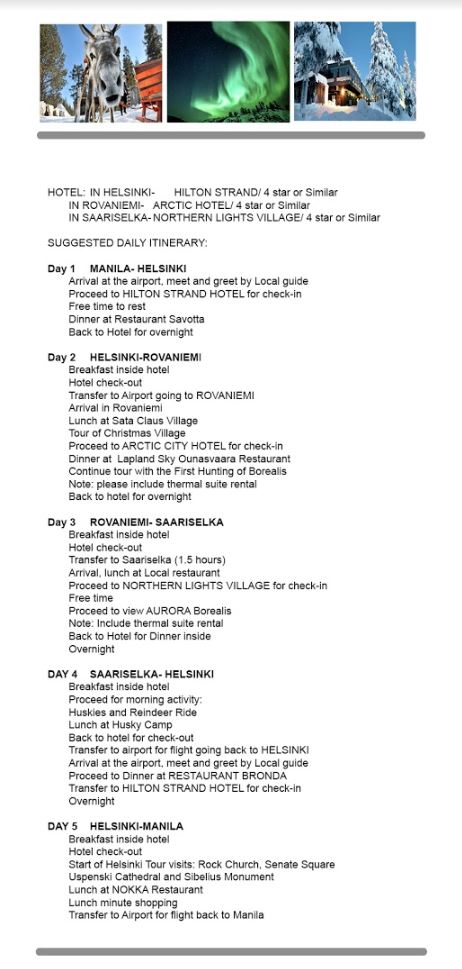 HOTEL: IN HELSINKI- HILTON STRAND/ 4 star or Similar
IN ROVANIEMI- ARCTIC HOTEL/ 4 star or Similar
IN SAARISELKA- NORTHERN LIGHTS VILLAGE/ 4 star or Similar
SUGGESTED DAILY ITINERARY:
Day 1 MANILA- HELSINKI
Arrival at the airport, meet and greet by Local guide
Proceed to HILTON STRAND HOTEL for check-in
Free time to rest
Dinner at Restaurant Savotta
Back to Hotel for overnight
Day 2 HELSINKI-ROVANIEMI
Breakfast inside hotel
Hotel check-out
Transfer to Airport going to ROVANIEMI
Arrival in Rovaniemi
Lunch at Sata Claus Village
Tour of Christmas Village
Proceed to ARCTIC CITY HOTEL for check-in
Dinner at Lapland Sky Ounasvaara Restaurant
Continue tour with the First Hunting of Borealis
Note: please include thermal suite rental
Back to hotel for overnight
Day 3 ROVANIEMI- SAARISELKA
Breakfast inside hotel
Hotel check-out
Transfer to Saariselka (1.5 hours)
Arrival, lunch at Local restaurant
Proceed to NORTHERN LIGHTS VILLAGE for check-in
Free time
Proceed to view AURORA Borealis
Note: Include thermal suite rental
Back to Hotel for Dinner inside
Overnight
DAY 4 SAARISELKA- HELSINKI
Breakfast inside hotel
Proceed for morning activity:
Huskies and Reindeer Ride
Lunch at Husky Camp
Back to hotel for check-out
Transfer to airport for flight going back to HELSINKI
Arrival at the airport, meet and greet by Local guide
Proceed to Dinner at RESTAURANT BRONDA
Transfer to HILTON STRAND HOTEL for check-in
Overnight
DAY 5 HELSINKI-MANILA
Breakfast inside hotel
Hotel check-out
Start of Helsinki Tour visits: Rock Church, Senate Square
Uspenski Cathedral and Sibelius Monument
Lunch at NOKKA Restaurant
Lunch minute shopping
Transfer to Airport for flight back to Manila